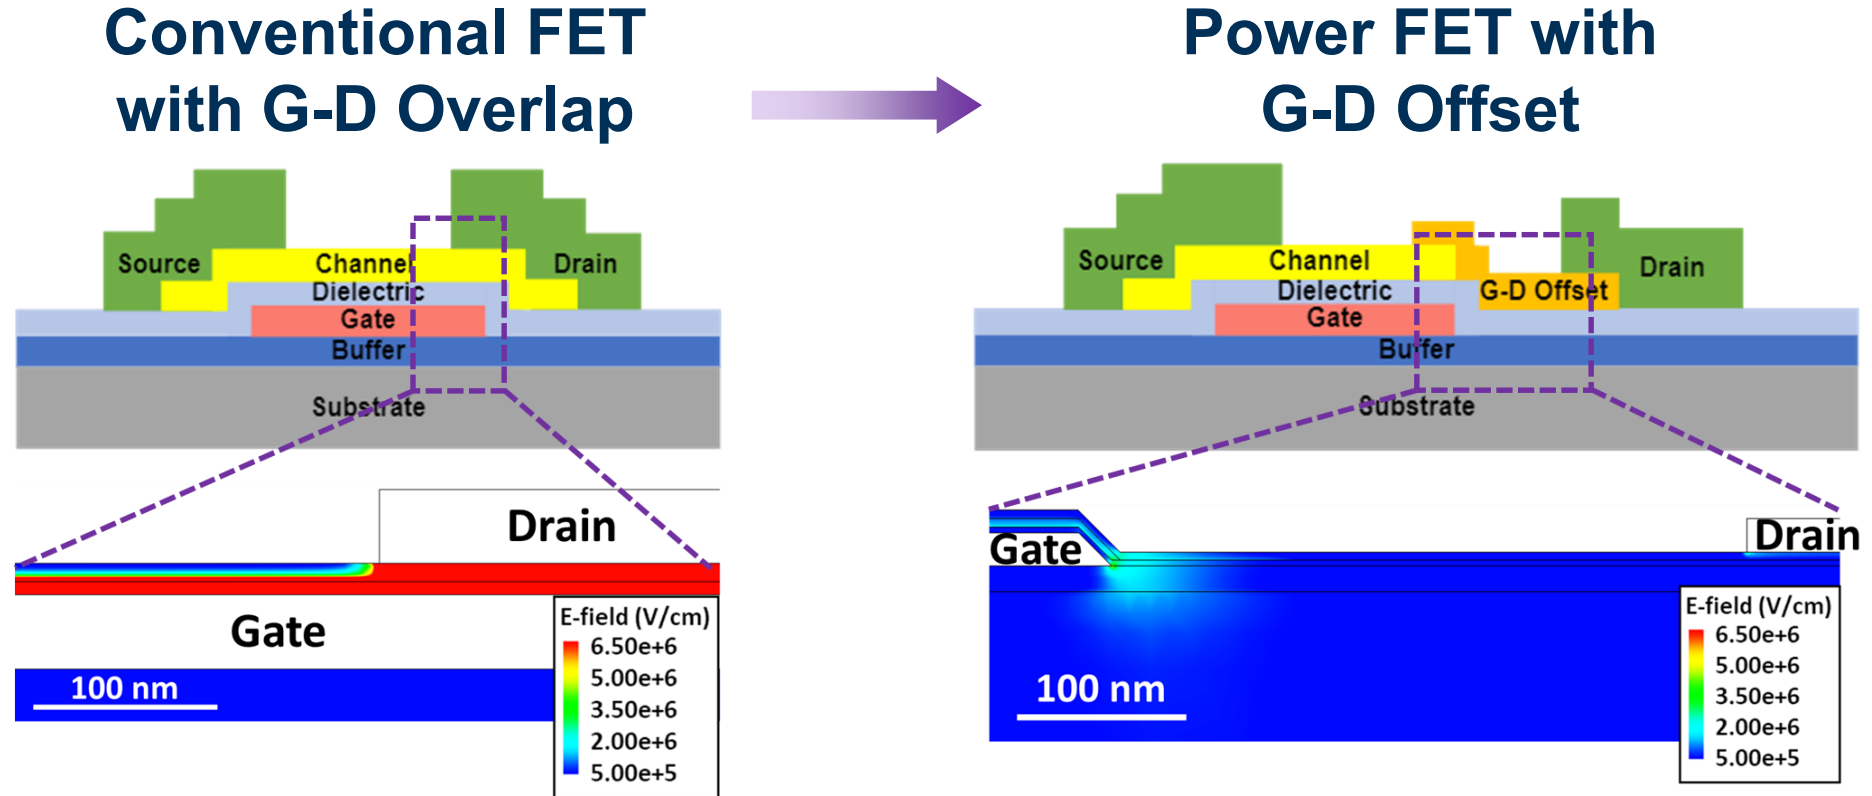 Conventional FET
with G-D Overlap
Power FET with
G-D Offset
Source
Channel
Drain
Dielectric
Gate
Buffer
Substrate
Source
Channel
Drain
Dielectric
G-D Offset
Gate
Buffer
Substrate
Drain
Gate
100 nm
E-field (V/cm)
6.50e+6
5.00e+6
3.50e+6
2.00e+6
5.00e+5
Gate
Drain
100 nm
E-field (V/cm)
6.50e+6
5.00e+6
3.50e+6
2.00e+6
5.00e+5